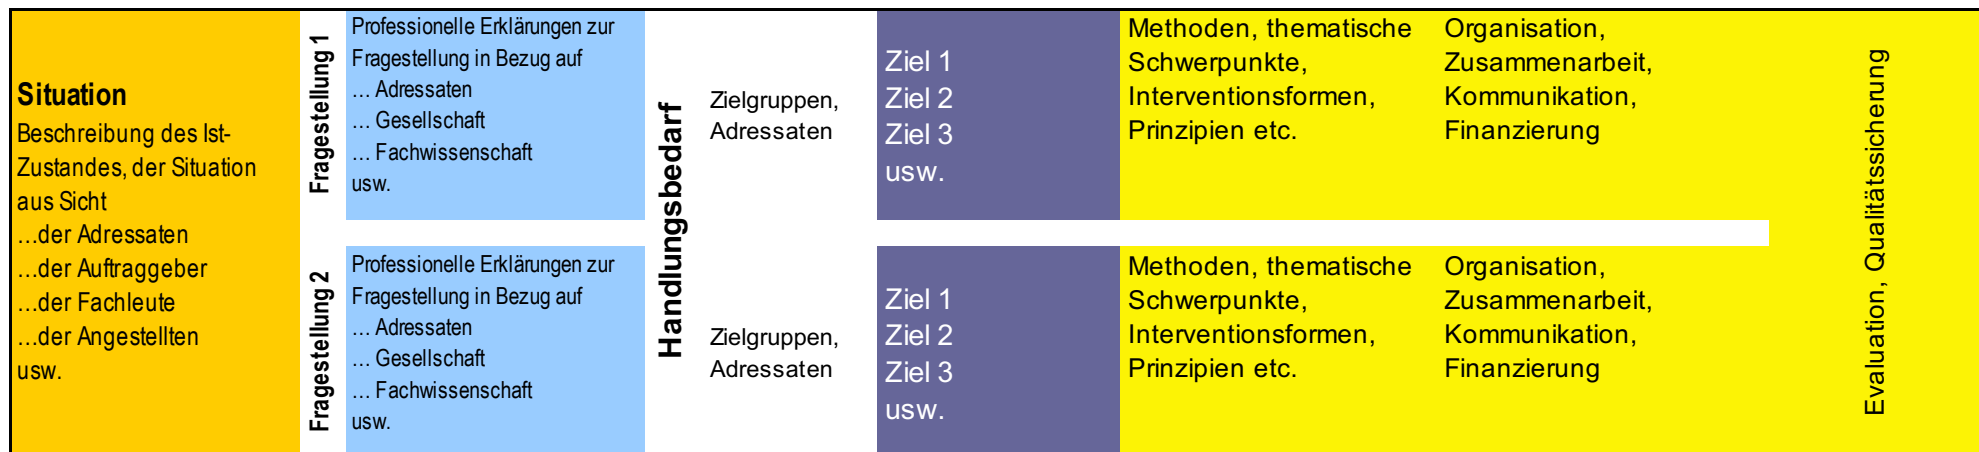 Situation
Beschreibung des Ist-
Zustandes, der Situation
aus Sicht
…der Adressaten
…der Auftraggeber
…der Fachleute
…der Angestellten
usw.
Fragestellung 1
Professionelle Erklärungen zur
Fragestellung in Bezug auf
… Adressaten
… Gesellschaft
… Fachwissenschaft
usw.
Fragestellung 2
Professionelle Erklärungen zur
Fragestellung in Bezug auf
… Adressaten
… Gesellschaft
… Fachwissenschaft
usw.
Handlungsbedarf
Zielgruppen,
Adressaten
Ziel 1
Ziel 2
Ziel 3
usw.
Methoden, thematische
Schwerpunkte,
Interventionsformen,
Prinzipien etc.
Organisation,
Zusammenarbeit,
Kommunikation,
Finanzierung
Zielgruppen,
Adressaten
Ziel 1
Ziel 2
Ziel 3
usw.
Methoden, thematische
Schwerpunkte,
Interventionsformen,
Prinzipien etc.
Organisation,
Zusammenarbeit,
Kommunikation,
Finanzierung
Evaluation, Qualitätssicherung